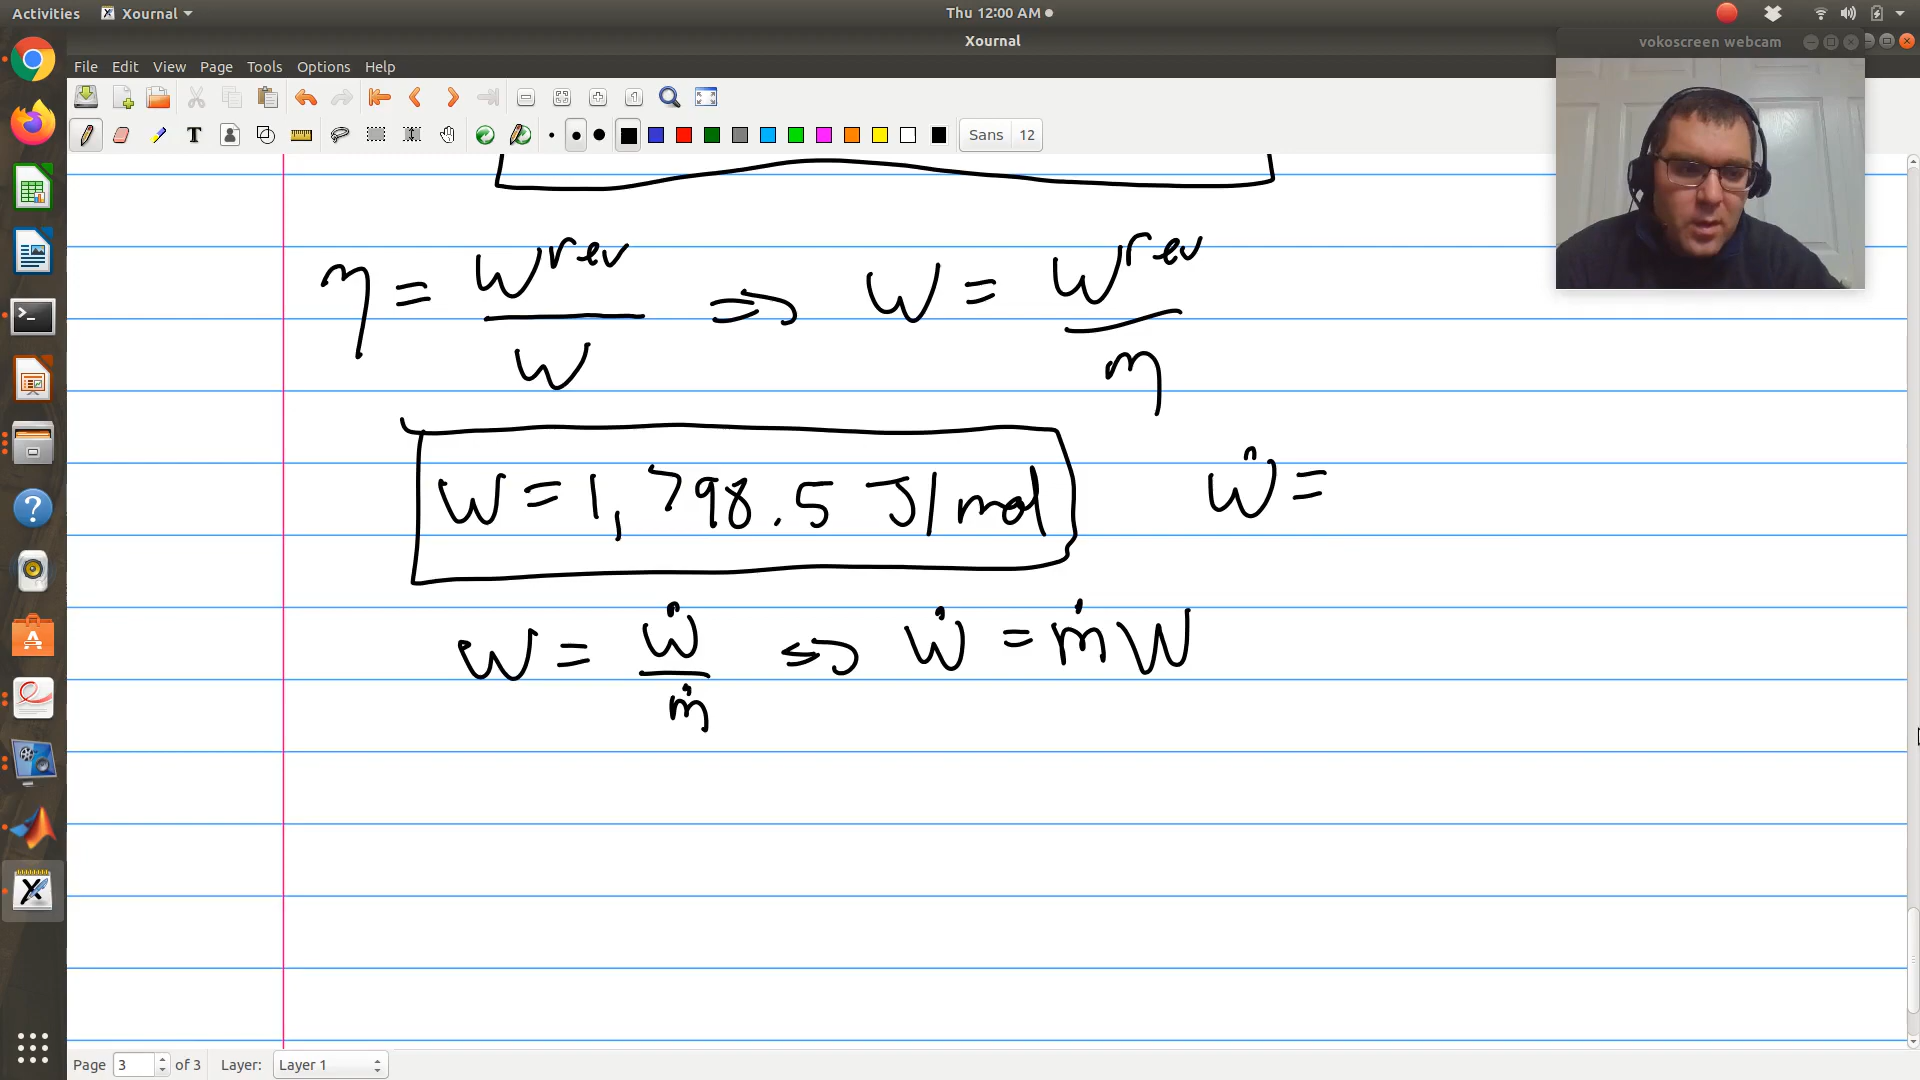 Activities Xournal Thu 12:00 AM
Xournal
vokoscreen webcam
File Edit View Page Tools Options Help
T Sans 12
η = W^rev / W ⇒ W = W^rev / η
W = 1,798.5 J/mol Ẇ =
W = Ẇ / ṁ ⇔ Ẇ = ṁ W
Page 3 of 3 Layer: Layer 1